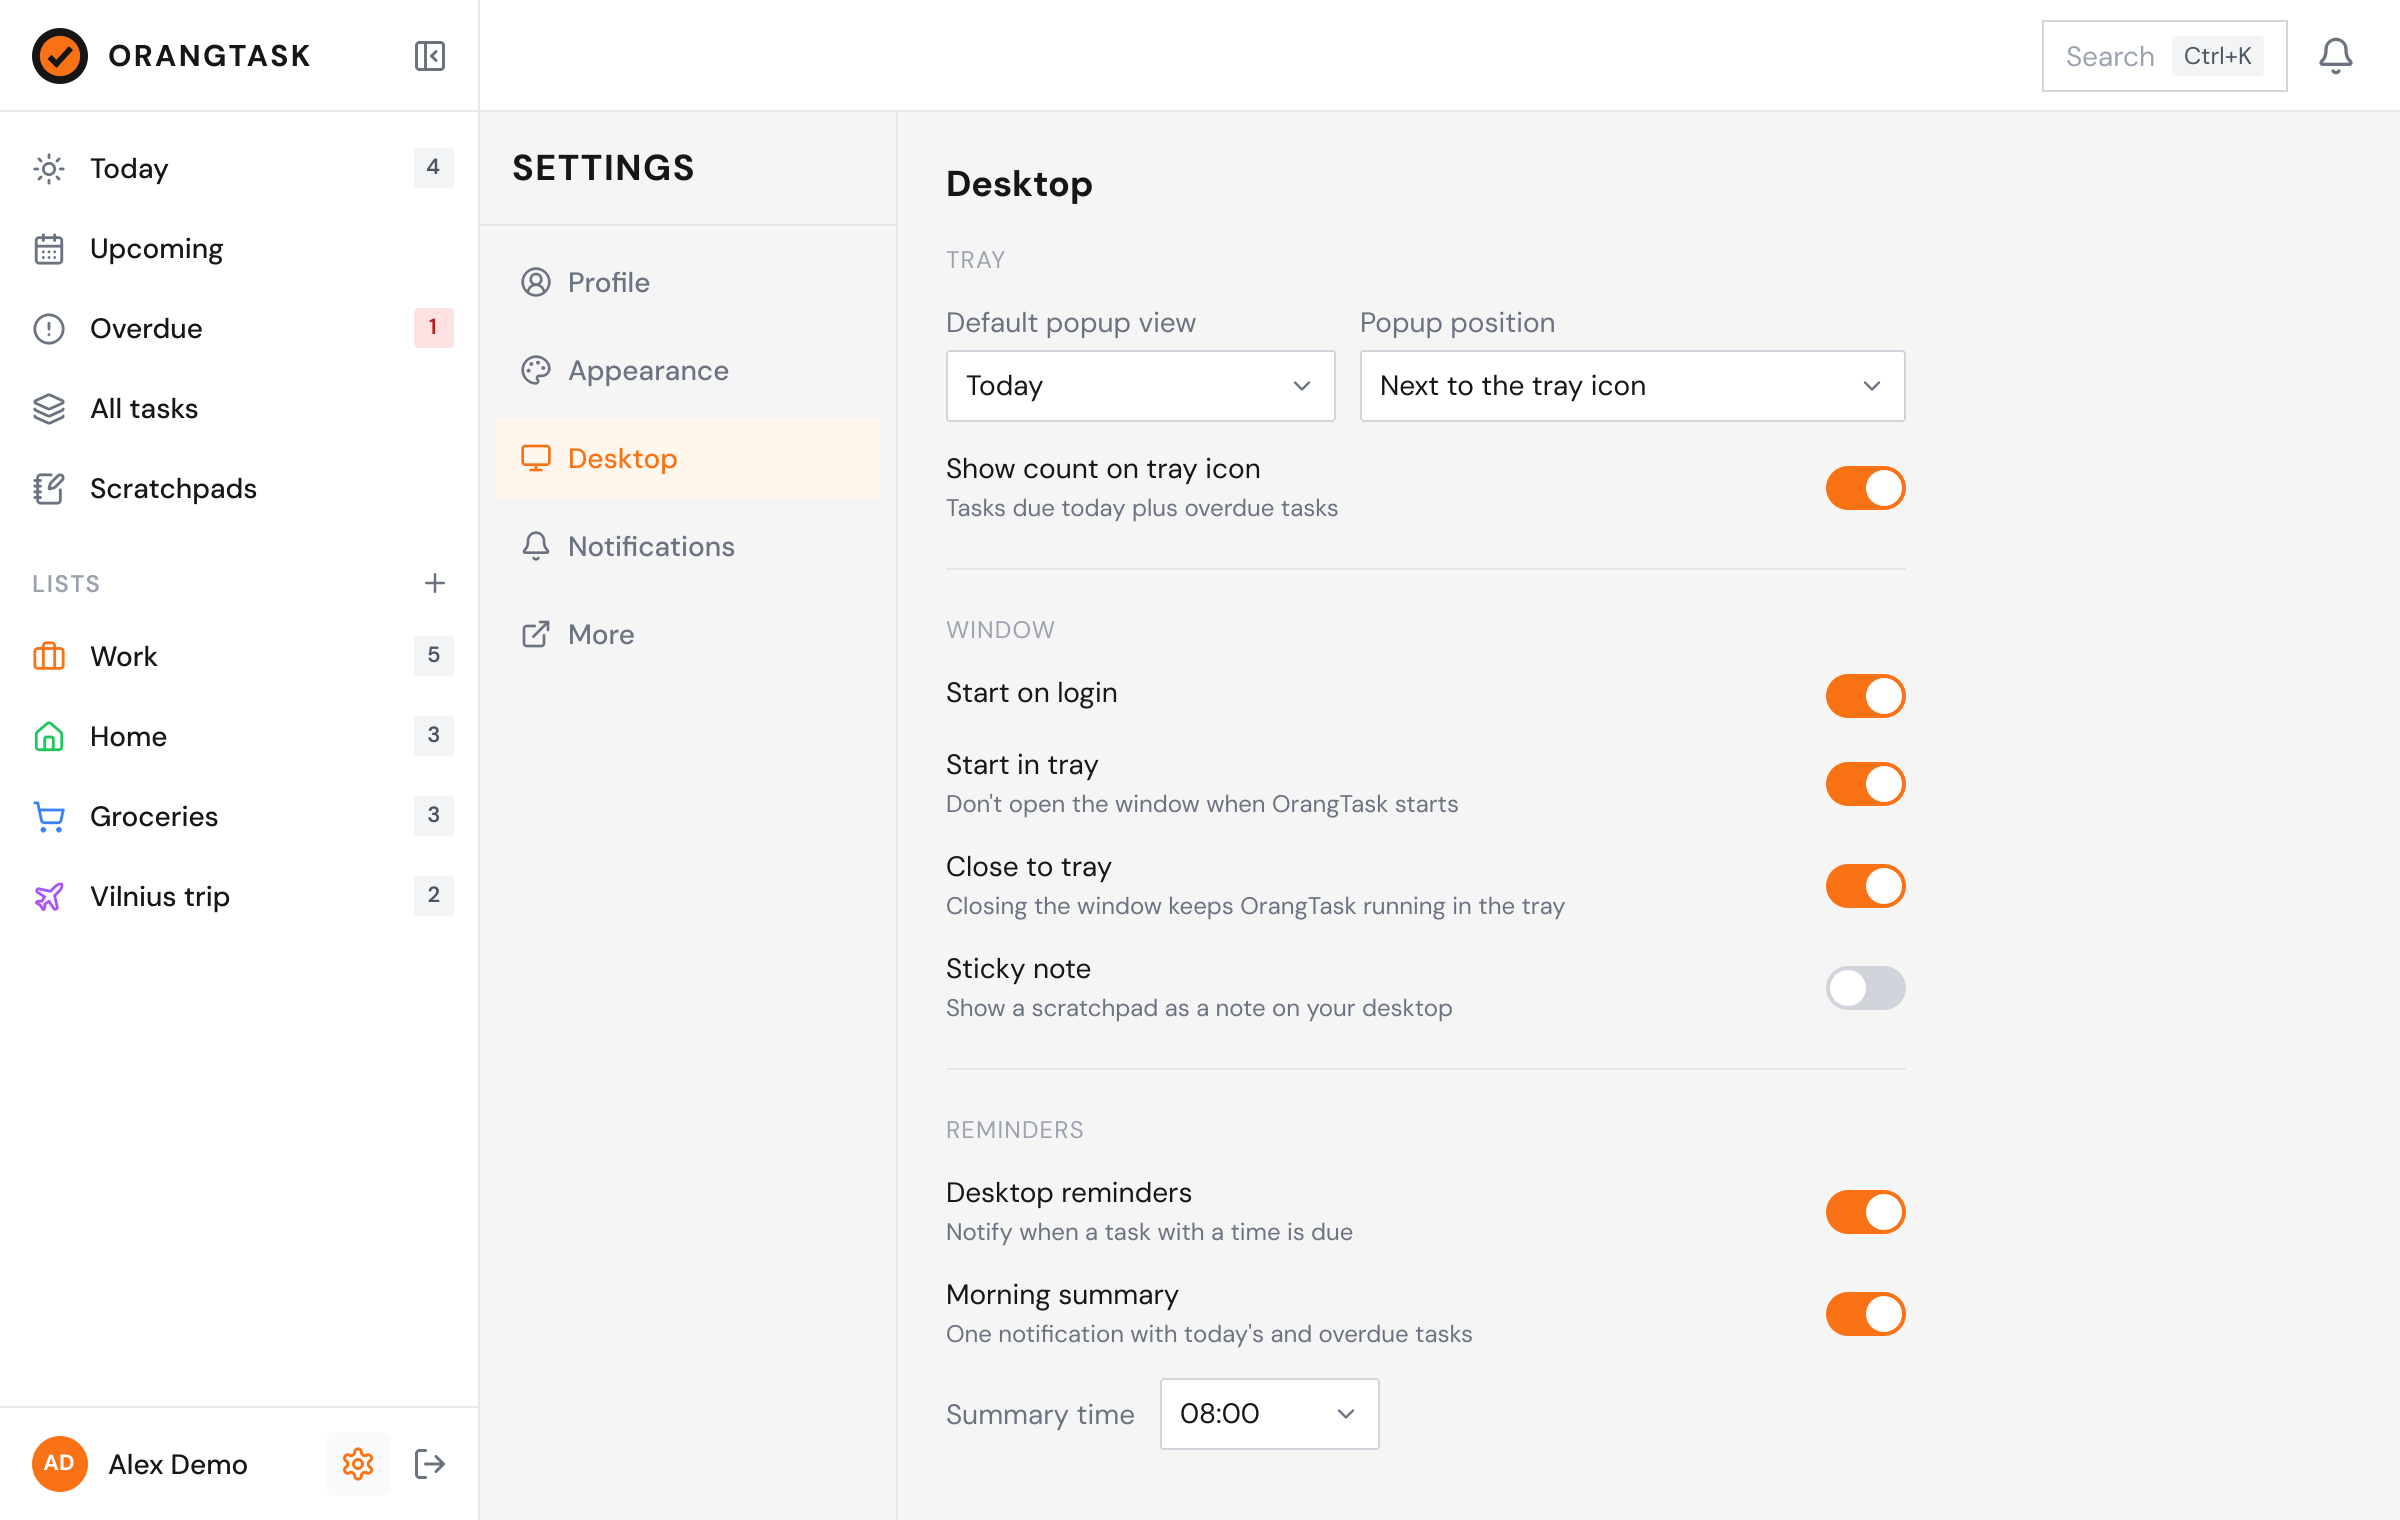 ORANGTASK
Search Ctrl+K
Today 4
Upcoming
Overdue 1
All tasks
Scratchpads
LISTS
Work 5
Home 3
Groceries 3
Vilnius trip 2
AD Alex Demo
SETTINGS
Profile
Appearance
Desktop
Notifications
More
Desktop
TRAY
Default popup view Popup position
Today Next to the tray icon
Show count on tray icon
Tasks due today plus overdue tasks
WINDOW
Start on login
Start in tray
Don't open the window when OrangTask starts
Close to tray
Closing the window keeps OrangTask running in the tray
Sticky note
Show a scratchpad as a note on your desktop
REMINDERS
Desktop reminders
Notify when a task with a time is due
Morning summary
One notification with today's and overdue tasks
Summary time 08:00